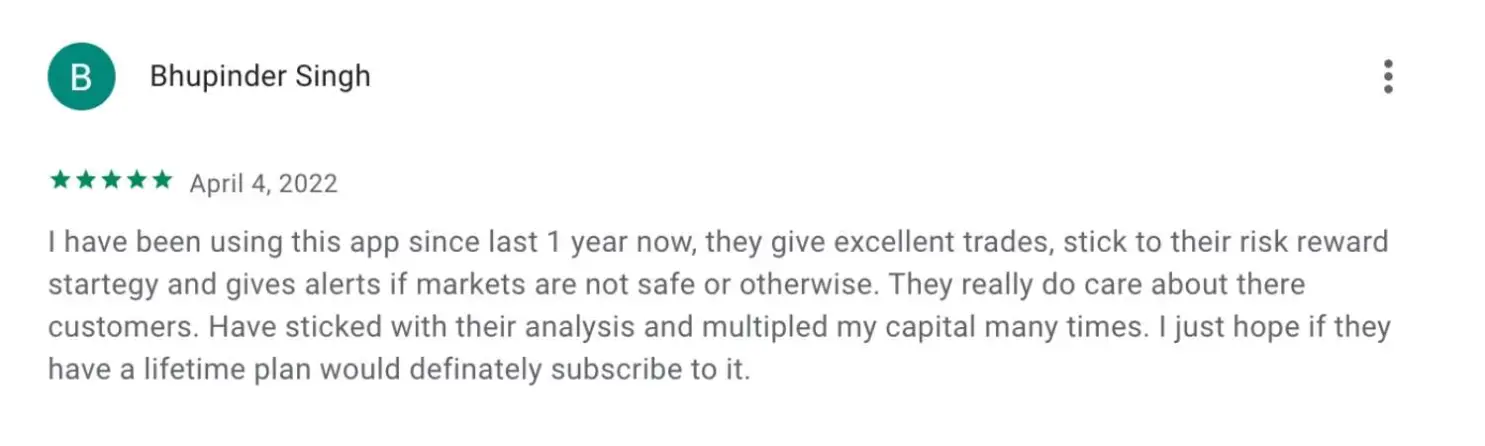 B
Bhupinder Singh
April 4, 2022
I have been using this app since last 1 year now, they give excellent trades, stick to their risk reward
startegy and gives alerts if markets are not safe or otherwise. They really do care about there
customers. Have sticked with their analysis and multipled my capital many times. I just hope if they
have a lifetime plan would definately subscribe to it.